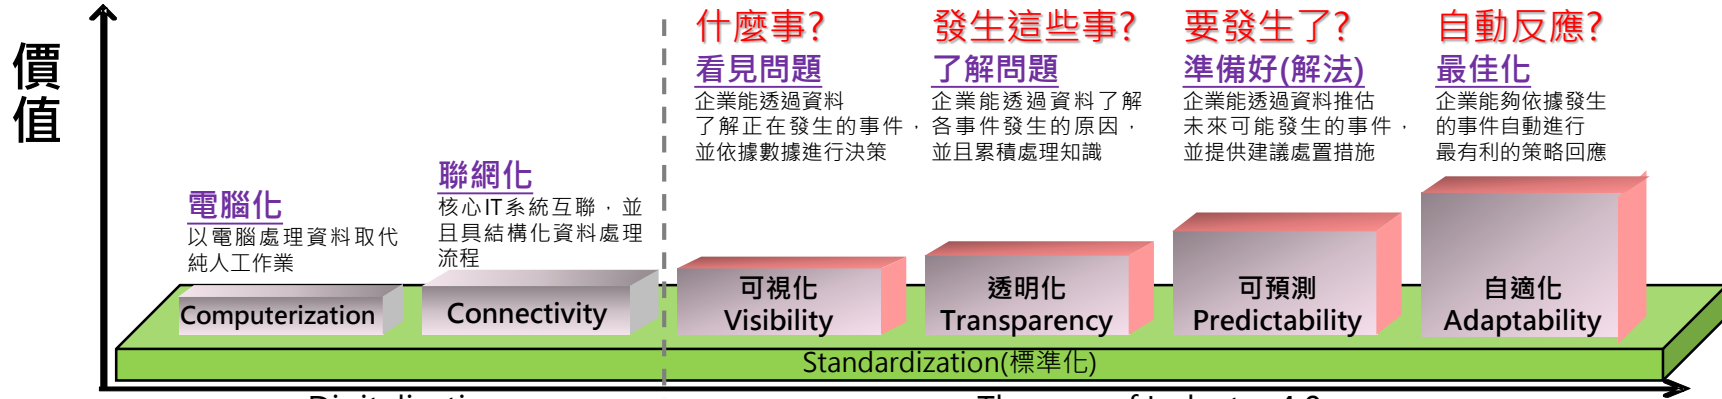 價值
電腦化
以電腦處理資料取代
純人工作業
聯網化
核心IT系統互聯，並
且具結構化資料處理
流程
什麼事?
看見問題
企業能透過資料
了解正在發生的事件，
並依據數據進行決策
發生這些事?
了解問題
企業能透過資料了解
各事件發生的原因，
並且累積處理知識
要發生了?
準備好(解法)
企業能透過資料推估
未來可能發生的事件，
並提供建議處置措施
自動反應?
最佳化
企業能夠依據發生
的事件自動進行
最有利的策略回應
Computerization
Connectivity
可視化
Visibility
透明化
Transparency
可預測
Predictability
自適化
Adaptability
Standardization(標準化)